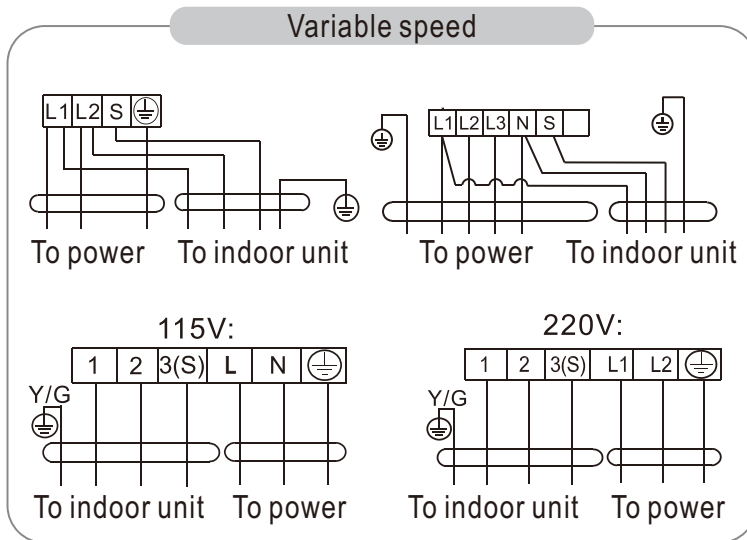 Variable speed
L1 L2 S
L1 L2 L3 N S
To power To indoor unit
To power To indoor unit
115V:
1 2 3(S) L N
Y/G
To indoor unit To power
220V:
1 2 3(S) L1 L2
Y/G
To indoor unit To power